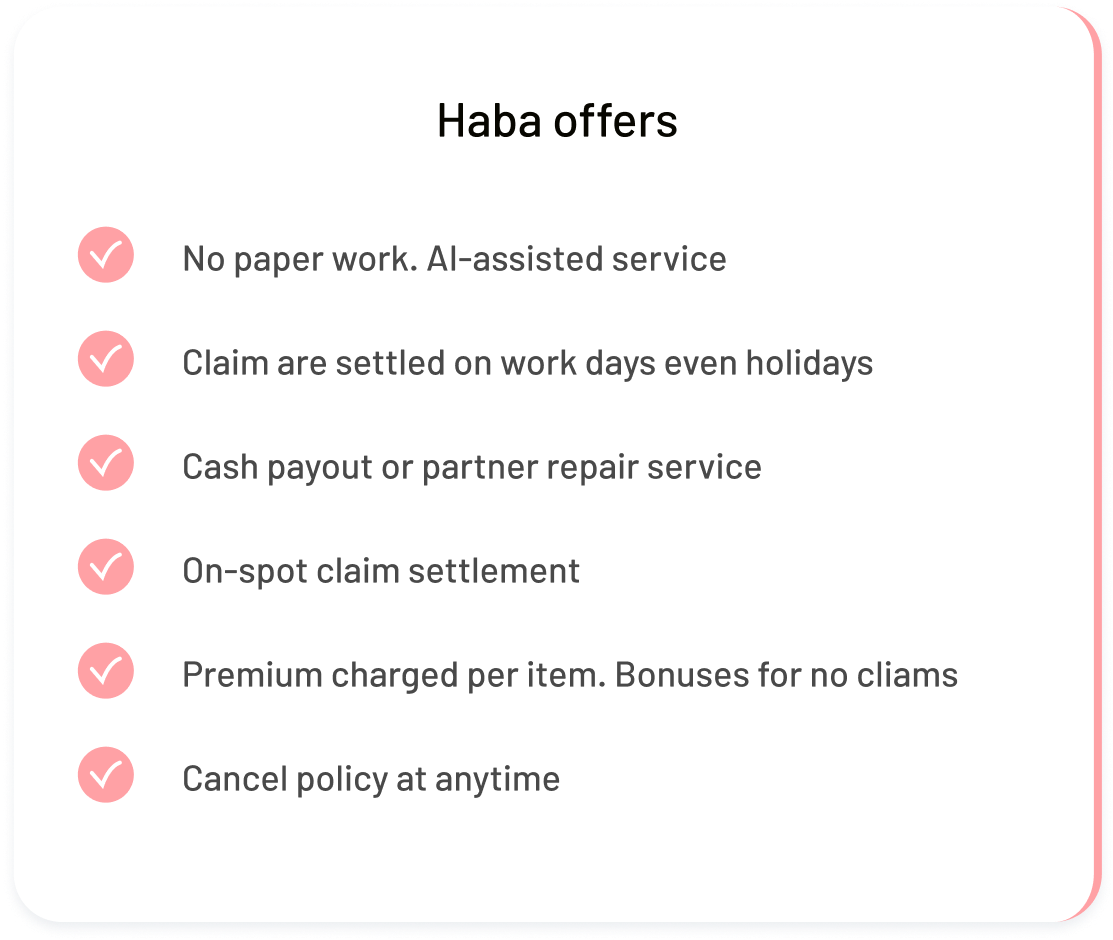 Haba offers
No paper work. AI-assisted service
Claim are settled on work days even holidays
Cash payout or partner repair service
On-spot claim settlement
Premium charged per item. Bonuses for no cliams
Cancel policy at anytime